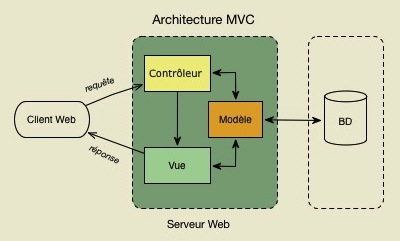 Architecture MVC
requête
Contrôleur
Client Web
Modèle
BD
réponse
Vue
Serveur Web